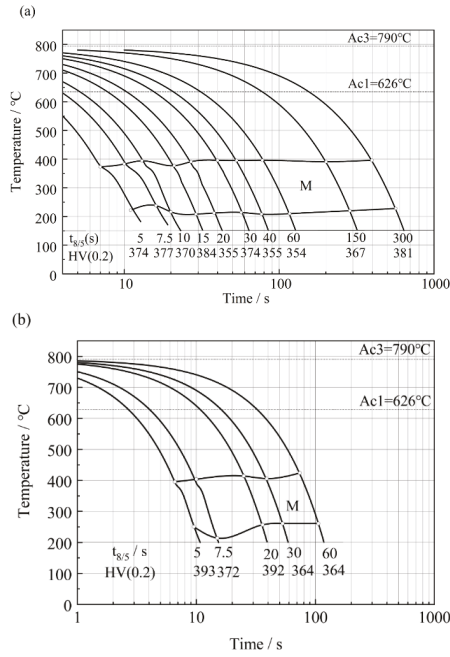 (a)
800
Ac3=790°C
700
Ac1=626°C
600
500
400
300
M
200
t8/5(s) 5 7.5 10 15 20 30 40 60 150 300
100
HV(0.2) 374 377 370 384 355 374 355 354 367 381
0
10 100 1000
Temperature / °C
Time / s
(b)
800
Ac3=790°C
700
Ac1=626°C
600
500
400
M
300
200
t8/5 / s 5 7.5 20 30 60
100
HV(0.2) 393 372 392 364 364
0
1 10 100 1000
Temperature / °C
Time / s